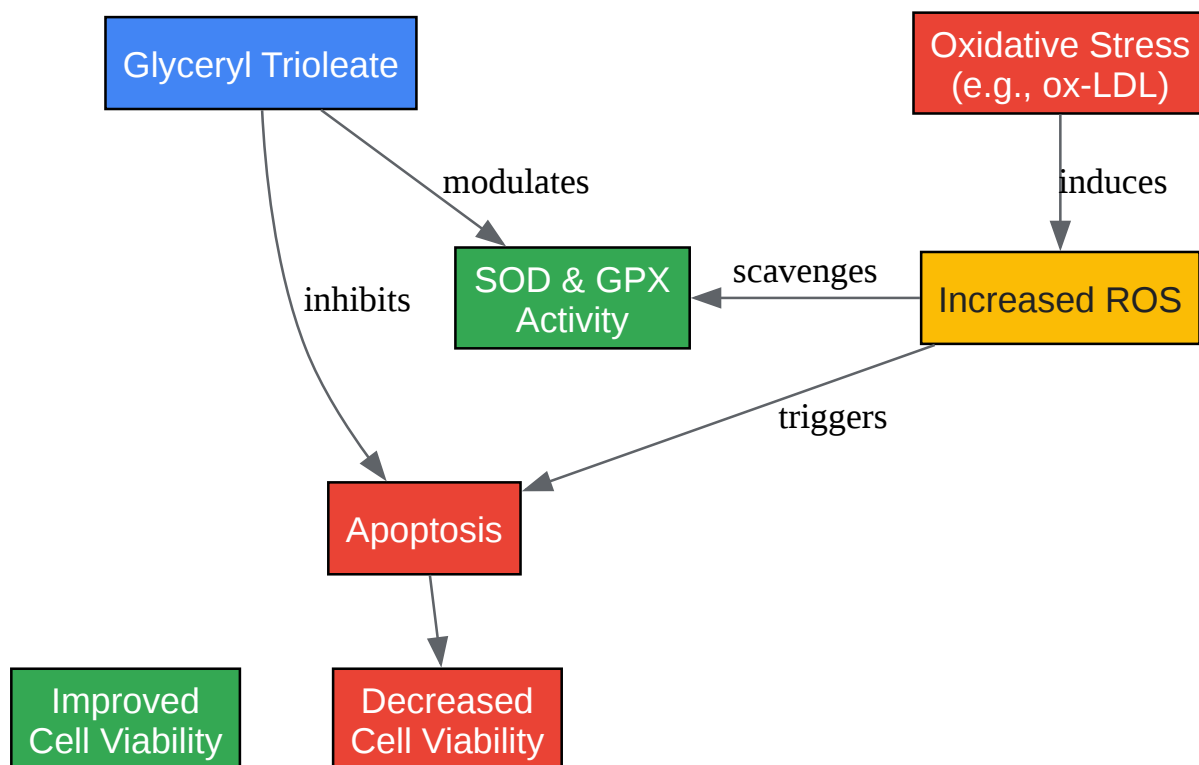 Glyceryl Trioleate
Oxidative Stress
(e.g., ox-LDL)
modulates
induces
SOD & GPX
Activity
scavenges
Increased ROS
inhibits
triggers
Apoptosis
Improved
Cell Viability
Decreased
Cell Viability